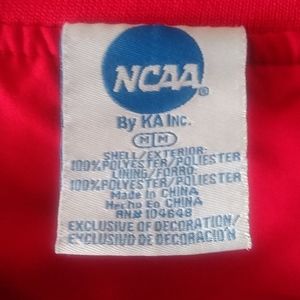 NCAA®
By KA Inc.
M M
SHELL/EXTERIOR:
100% POLYESTER/POLIESTER
LINING/FORRO:
100% POLYESTER/POLIESTER
Made in CHINA
Hecho En CHINA
RN# 104648
EXCLUSIVE OF DECORATION/
EXCLUSIVO DE DECORACIÓN